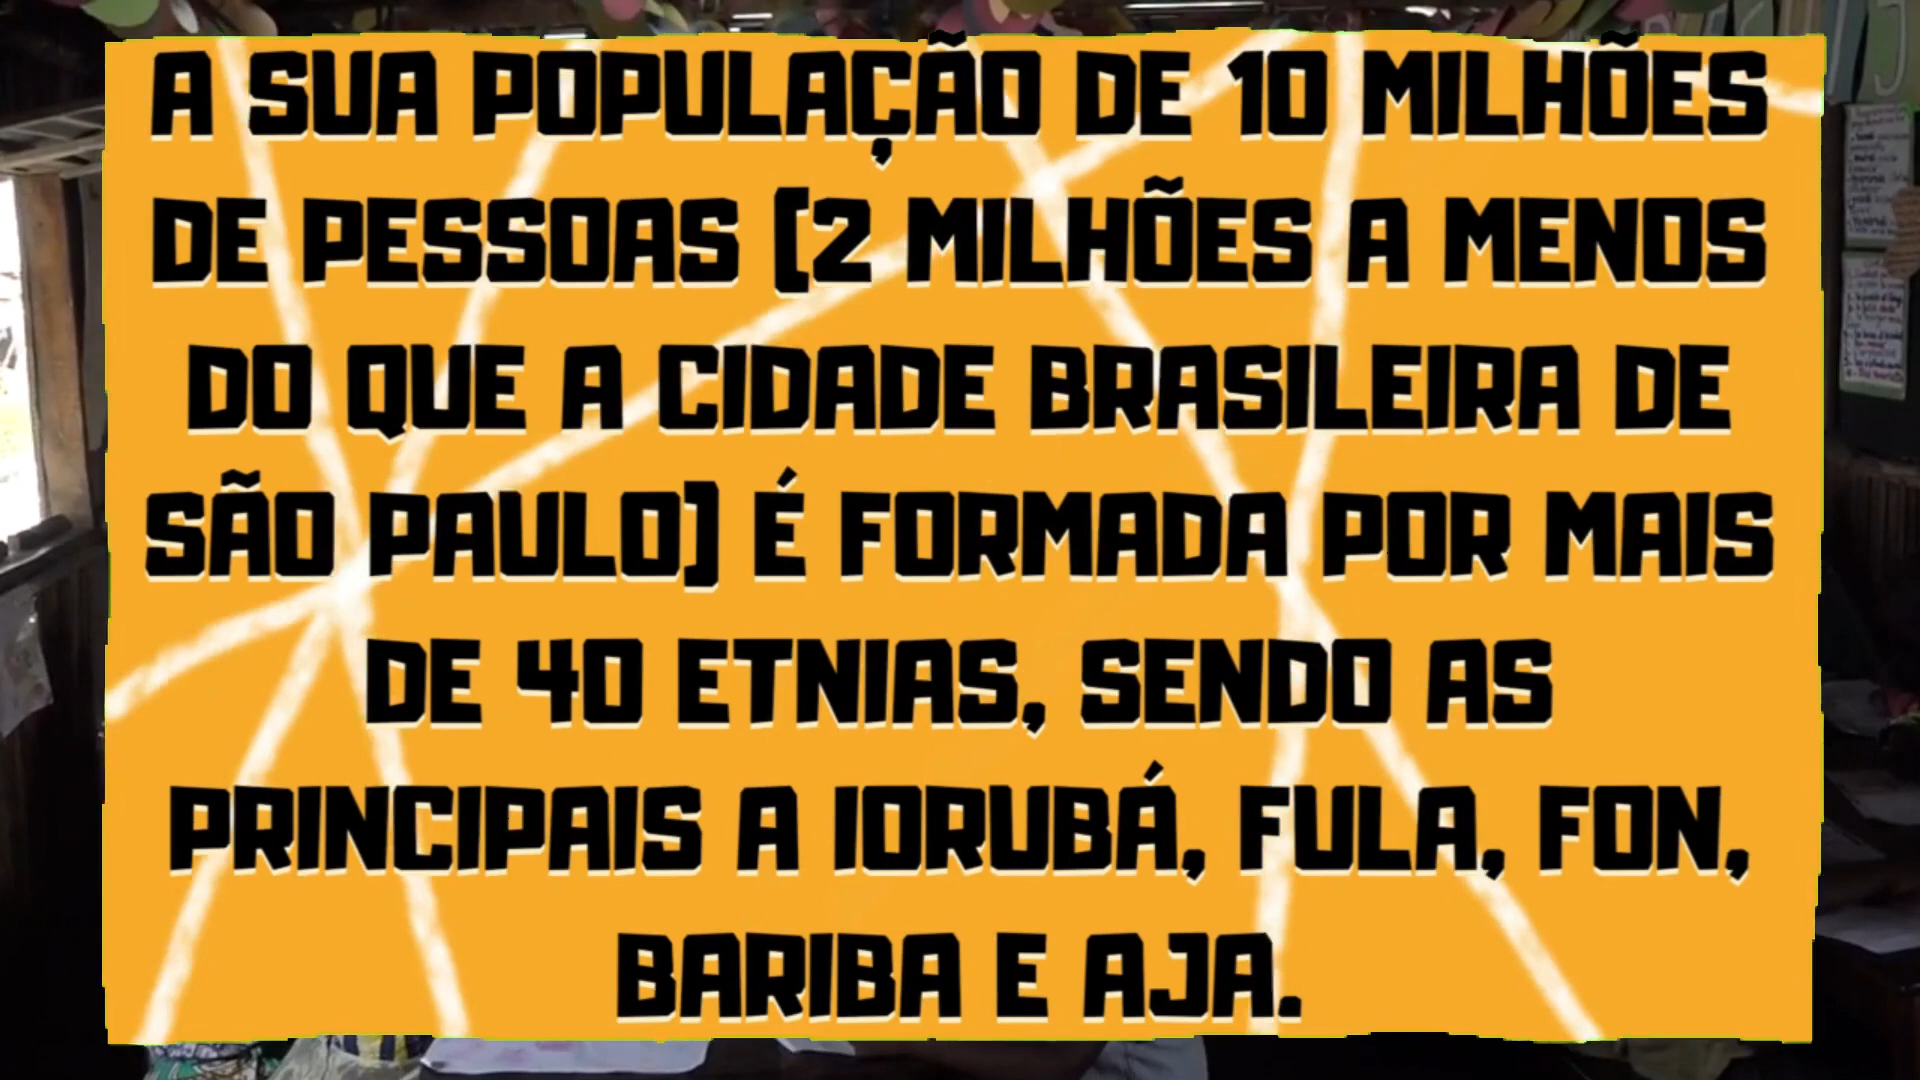 A SUA POPULAÇÃO DE 10 MILHÕES
DE PESSOAS (2 MILHÕES A MENOS
DO QUE A CIDADE BRASILEIRA DE
SÃO PAULO) É FORMADA POR MAIS
DE 40 ETNIAS, SENDO AS
PRINCIPAIS A IORUBÁ, FULA, FON,
BARIBA E AJA.